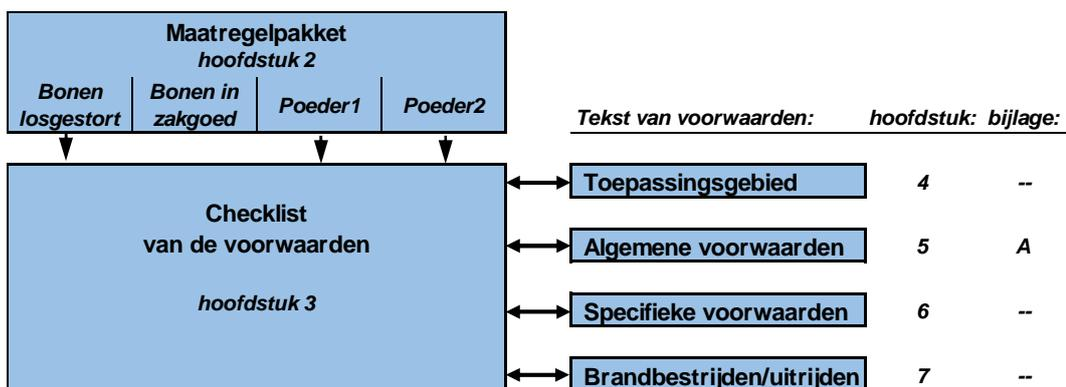 Maatregelpakket
hoofdstuk 2
Bonen losgestort
Bonen in zakgoed
Poeder1
Poeder2
Tekst van voorwaarden: hoofdstuk: bijlage:
Checklist
van de voorwaarden
hoofdstuk 3
Toepassingsgebied 4 --
Algemene voorwaarden 5 A
Specifieke voorwaarden 6 --
Brandbestrijden/uitrijden 7 --